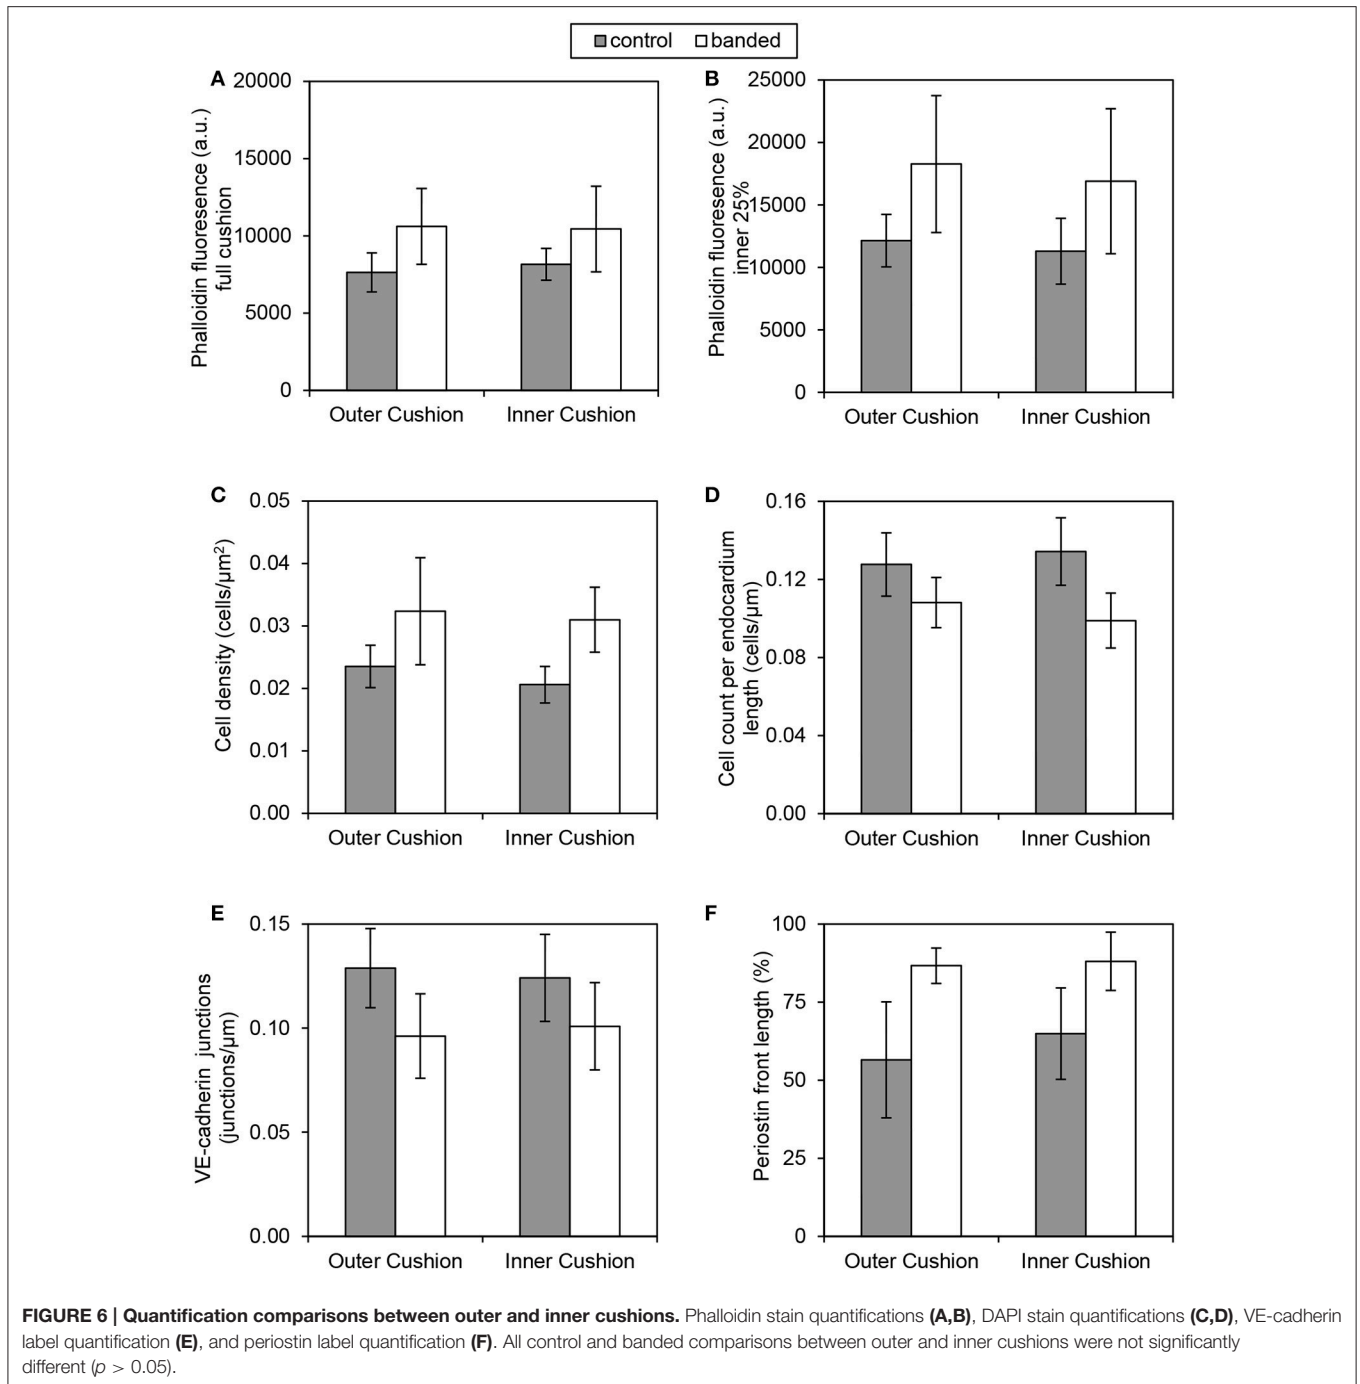 control banded
A
20000
15000
10000
5000
0
Phalloidin fluoresence (a.u.)
full cushion
Outer Cushion Inner Cushion
B
25000
20000
15000
10000
5000
0
Phalloidin fluoresence (a.u.)
inner 25%
Outer Cushion Inner Cushion
C
0.05
0.04
0.03
0.02
0.01
0.00
Cell density (cells/µm²)
Outer Cushion Inner Cushion
D
0.16
0.12
0.08
0.04
0.00
Cell count per endocardium
length (cells/µm)
Outer Cushion Inner Cushion
E
0.15
0.10
0.05
0.00
VE-cadherin junctions
(junctions/µm)
Outer Cushion Inner Cushion
F
100
75
50
25
0
Periostin front length (%)
Outer Cushion Inner Cushion
FIGURE 6 | Quantification comparisons between outer and inner cushions. Phalloidin stain quantifications (A,B), DAPI stain quantifications (C,D), VE-cadherin
label quantification (E), and periostin label quantification (F). All control and banded comparisons between outer and inner cushions were not significantly
different (p > 0.05).